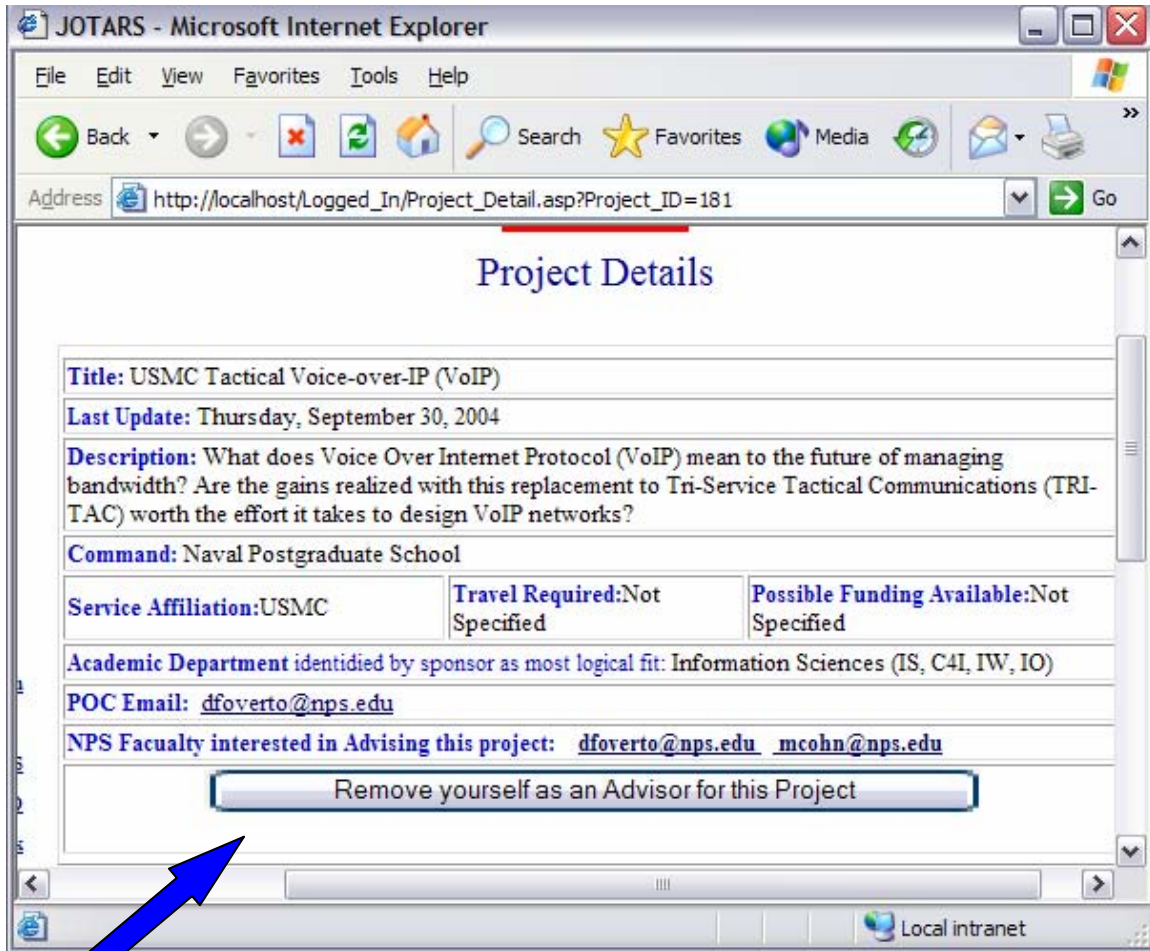 JOTARS - Microsoft Internet Explorer
File Edit View Favorites Tools Help
Back Search Favorites Media »
Address http://localhost/Logged_In/Project_Detail.asp?Project_ID=181 Go
Project Details
Title: USMC Tactical Voice-over-IP (VoIP)
Last Update: Thursday, September 30, 2004
Description: What does Voice Over Internet Protocol (VoIP) mean to the future of managing
bandwidth? Are the gains realized with this replacement to Tri-Service Tactical Communications (TRI-
TAC) worth the effort it takes to design VoIP networks?
Command: Naval Postgraduate School
Service Affiliation:USMC
Travel Required:Not
Specified
Possible Funding Available:Not
Specified
Academic Department identidied by sponsor as most logical fit: Information Sciences (IS, C4I, IW, IO)
POC Email: dfoverto@nps.edu
NPS Facualty interested in Advising this project: dfoverto@nps.edu mcohn@nps.edu
Remove yourself as an Advisor for this Project
Local intranet